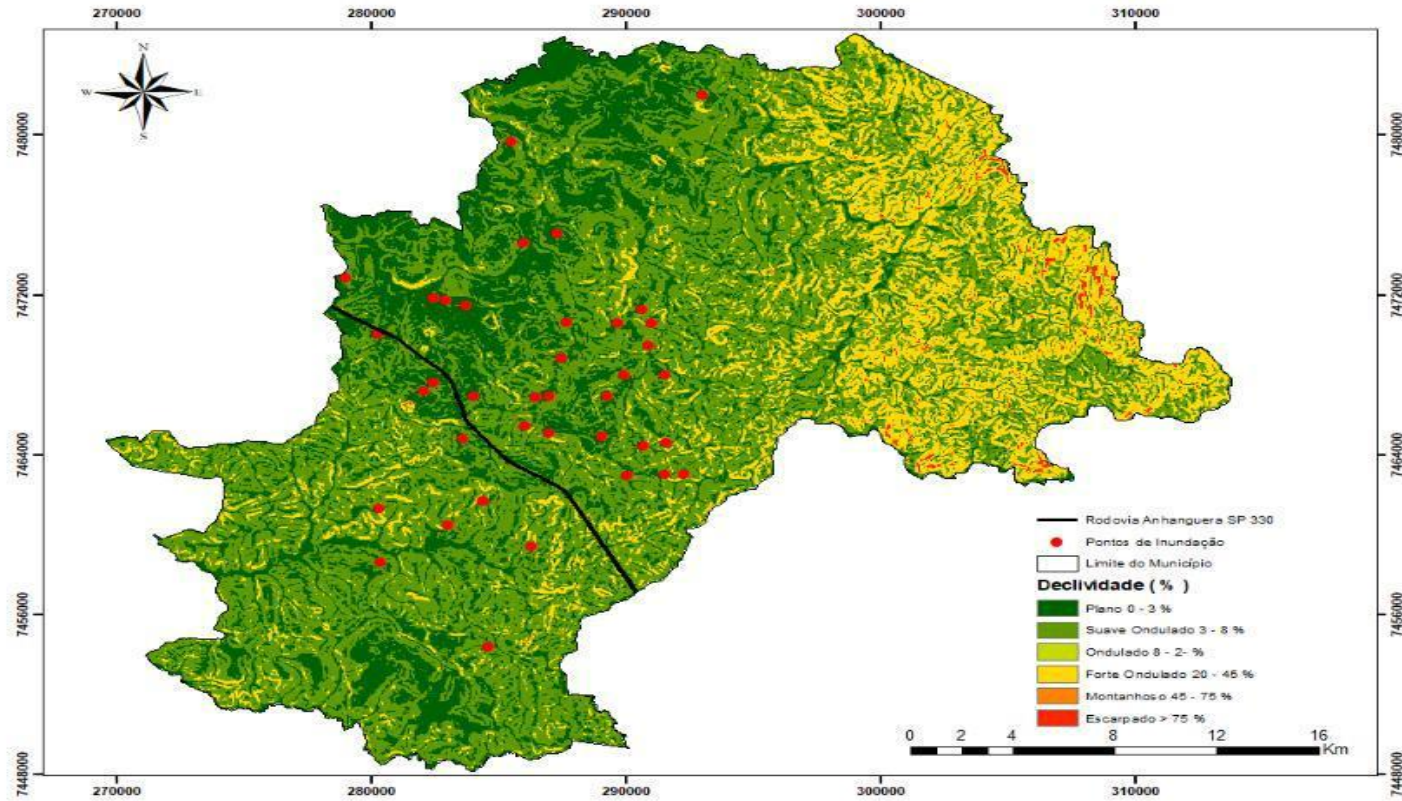 270000 280000 290000 300000 310000
N
W E
S
7480000 7480000
7472000 7472000
7464000 7464000
7456000 7456000
7448000 7448000
Rodovia Anhanguera SP 330
Pontos de Inundação
Limite do Município
Declividade ( % )
Plano 0 - 3 %
Suave Ondulado 3 - 8 %
Ondulado 8 - 2- %
Forte Ondulado 20 - 45 %
Montanhoso 45 - 75 %
Escarpado > 75 %
0 2 4 8 12 16
Km
270000 280000 290000 300000 310000